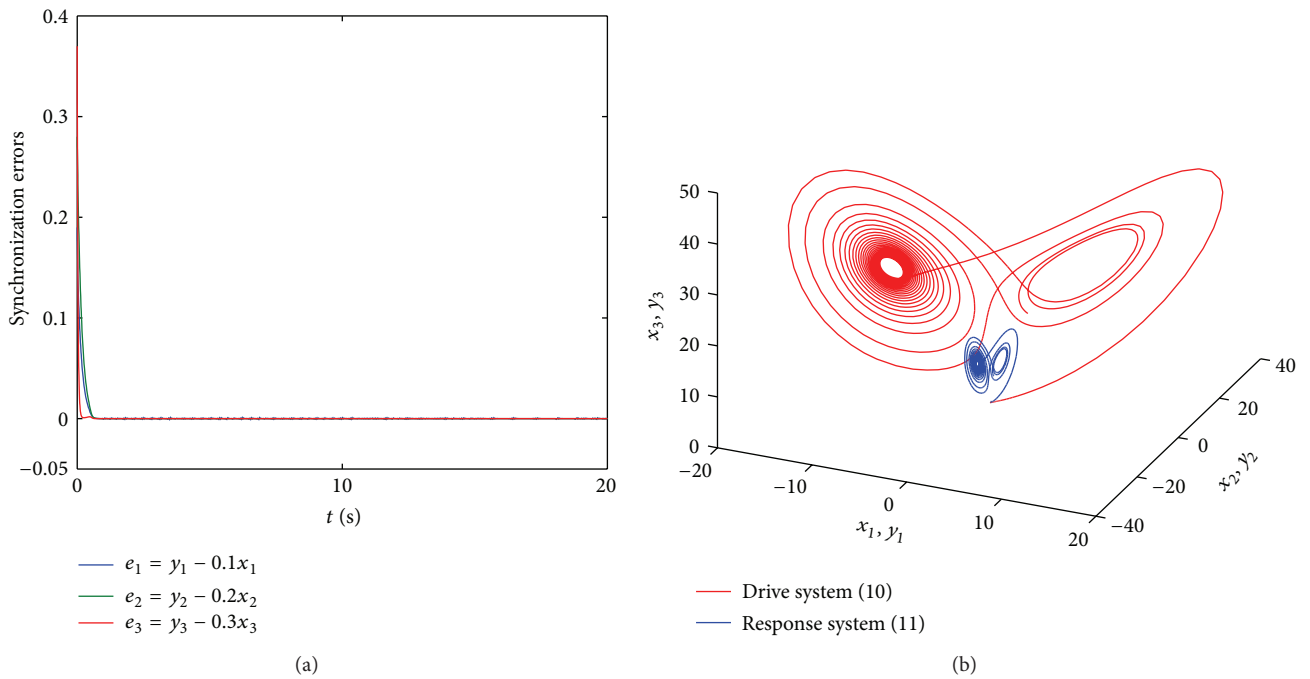 0.4
0.3
0.2
0.1
0
−0.05
Synchronization errors
0
10
20
t (s)
e₁ = y₁ − 0.1x₁
e₂ = y₂ − 0.2x₂
e₃ = y₃ − 0.3x₃
(a)
50
40
30
20
10
0
x₃, y₃
−20
−10
0
10
20
x₁, y₁
−40
−20
0
20
40
x₂, y₂
Drive system (10)
Response system (11)
(b)